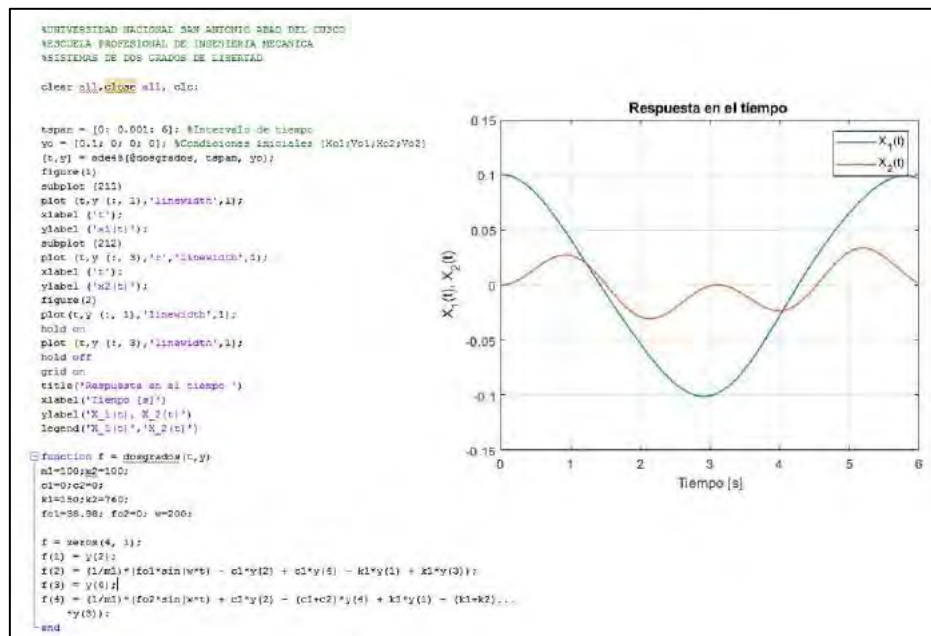 %UNIVERSIDAD NACIONAL SAN ANTONIO ABAD DEL CUSCO
%ESCUELA PROFESIONAL DE INGENIERÍA MECANICA
%SISTEMAS DE DOS GRADOS DE LIBERTAD
clear all,close all, clc;
tspan = [0: 0.001: 6]; %Intervalo de tiempo
yo = [0.1; 0; 0; 0]; %Condiciones iniciales (Xo1;Vo1;Xo2;Vo2)
[t,y] = ode45(@dosgrados, tspan, yo);
figure(1)
subplot (211)
plot (t,y (:, 1),'linewidth',1);
xlabel ('t');
ylabel ('x1(t)');
subplot (212)
plot (t,y (:, 3),'r','linewidth',1);
xlabel ('t');
ylabel ('x2(t)');
figure(2)
plot(t,y (:, 1),'linewidth',1);
hold on
plot (t,y (:, 3),'linewidth',1);
hold off
grid on
title('Respuesta en el tiempo ')
xlabel('Tiempo [s]')
ylabel('X_1(t), X_2(t)')
legend('X_1(t)','X_2(t)')
function f = dosgrados(t,y)
m1=100;m2=100;
c1=0;c2=0;
k1=150;k2=760;
fo1=38.98; fo2=0; w=200;
f = zeros(4, 1);
f(1) = y(2);
f(2) = (1/m1)*(fo1*sin(w*t) - c1*y(2) + c1*y(4) - k1*y(1) + k1*y(3));
f(3) = y(4);
f(4) = (1/m1)*(fo2*sin(w*t) + c1*y(2) - (c1+c2)*y(4) + k1*y(1) - (k1+k2)...
*y(3));
end
Respuesta en el tiempo
X₁(t)
X₂(t)
0.15
0.1
0.05
0
-0.05
-0.1
-0.15
X₁(t), X₂(t)
0 1 2 3 4 5 6
Tiempo [s]